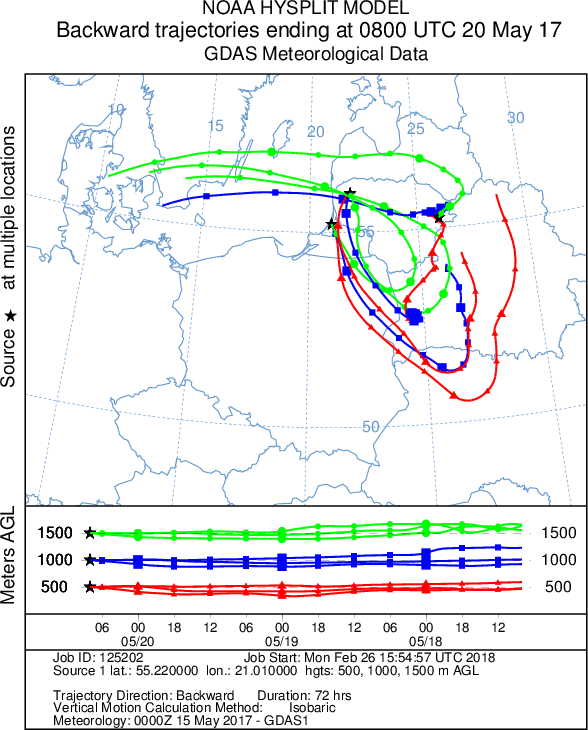 NOAA HYSPLIT MODEL
Backward trajectories ending at 0800 UTC 20 May 17
GDAS Meteorological Data
Source ★ at multiple locations
10
15
20
25
30
55
50
Meters AGL
1500 1500
1000 1000
500 500
06 00 18 12 06 00 18 12 06 00 18 12
05/20 05/19 05/18
Job ID: 125202 Job Start: Mon Feb 26 15:54:57 UTC 2018
Source 1 lat.: 55.220000 lon.: 21.010000 hgts: 500, 1000, 1500 m AGL
Trajectory Direction: Backward Duration: 72 hrs
Vertical Motion Calculation Method: Isobaric
Meteorology: 0000Z 15 May 2017 - GDAS1